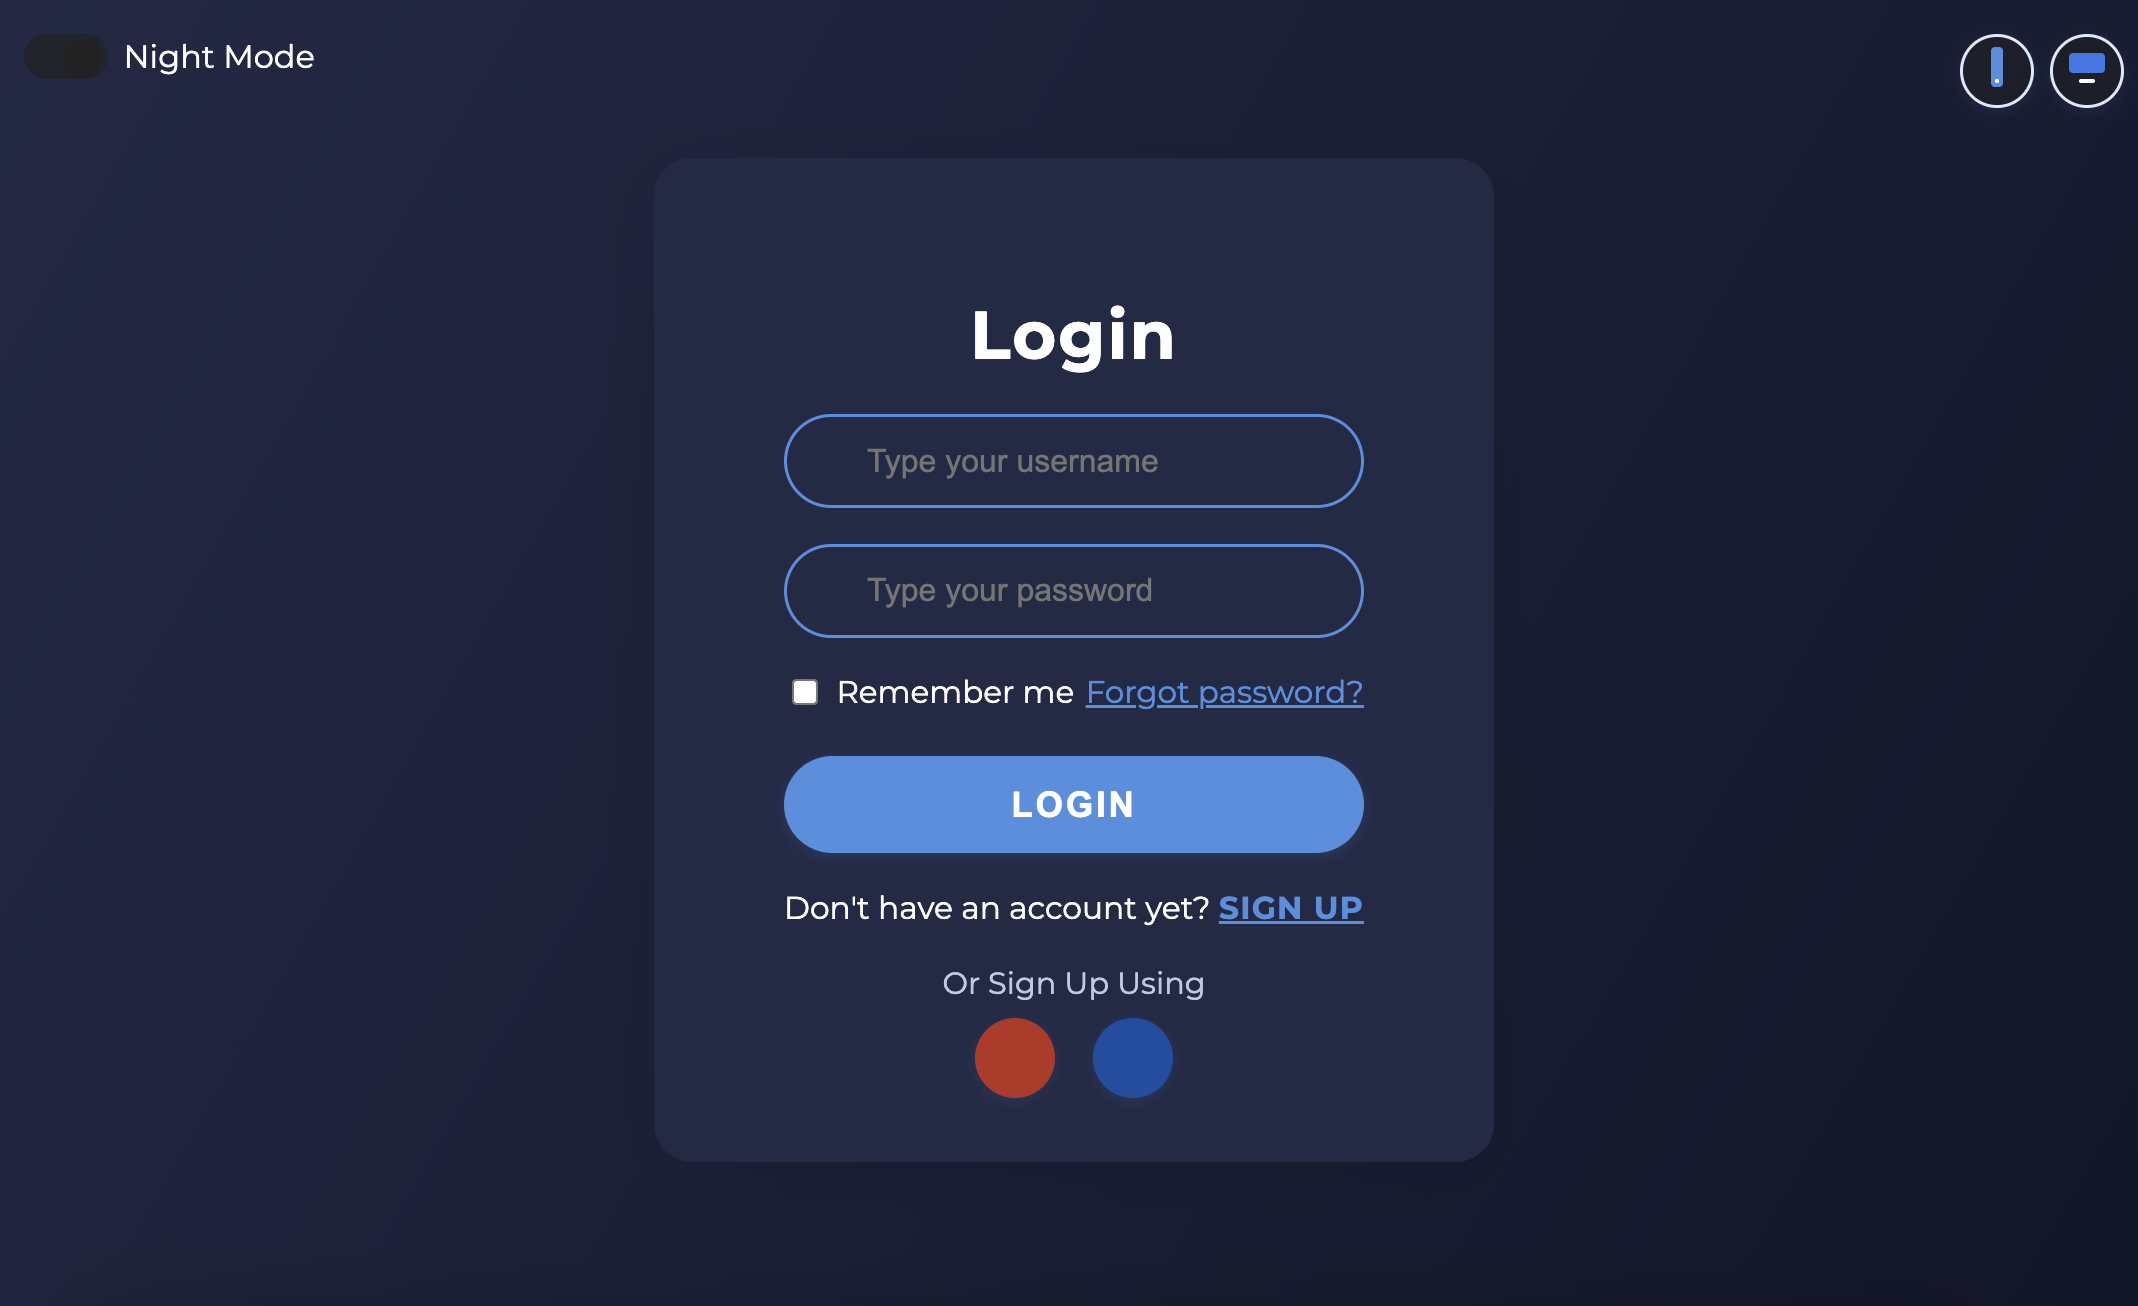 Night Mode
Login
Type your username
Type your password
Remember me Forgot password?
LOGIN
Don't have an account yet? SIGN UP
Or Sign Up Using